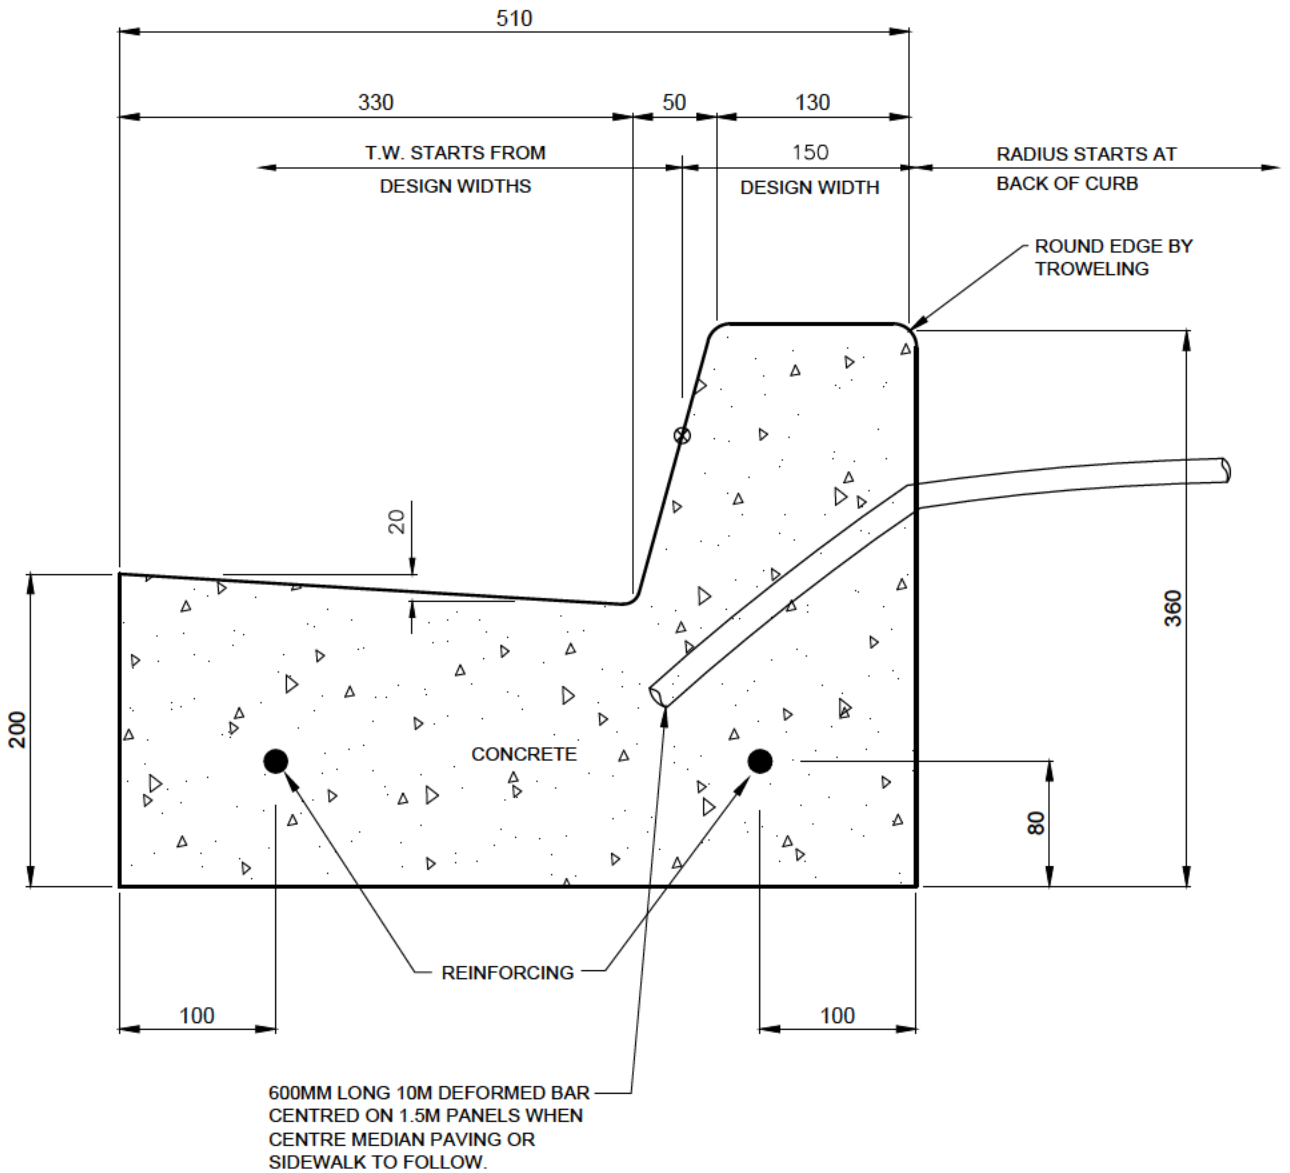 510
330
50
130
T.W. STARTS FROM
DESIGN WIDTHS
150
DESIGN WIDTH
RADIUS STARTS AT
BACK OF CURB
ROUND EDGE BY
TROWELING
20
360
200
CONCRETE
80
REINFORCING
100
100
600MM LONG 10M DEFORMED BAR
CENTRED ON 1.5M PANELS WHEN
CENTRE MEDIAN PAVING OR
SIDEWALK TO FOLLOW.